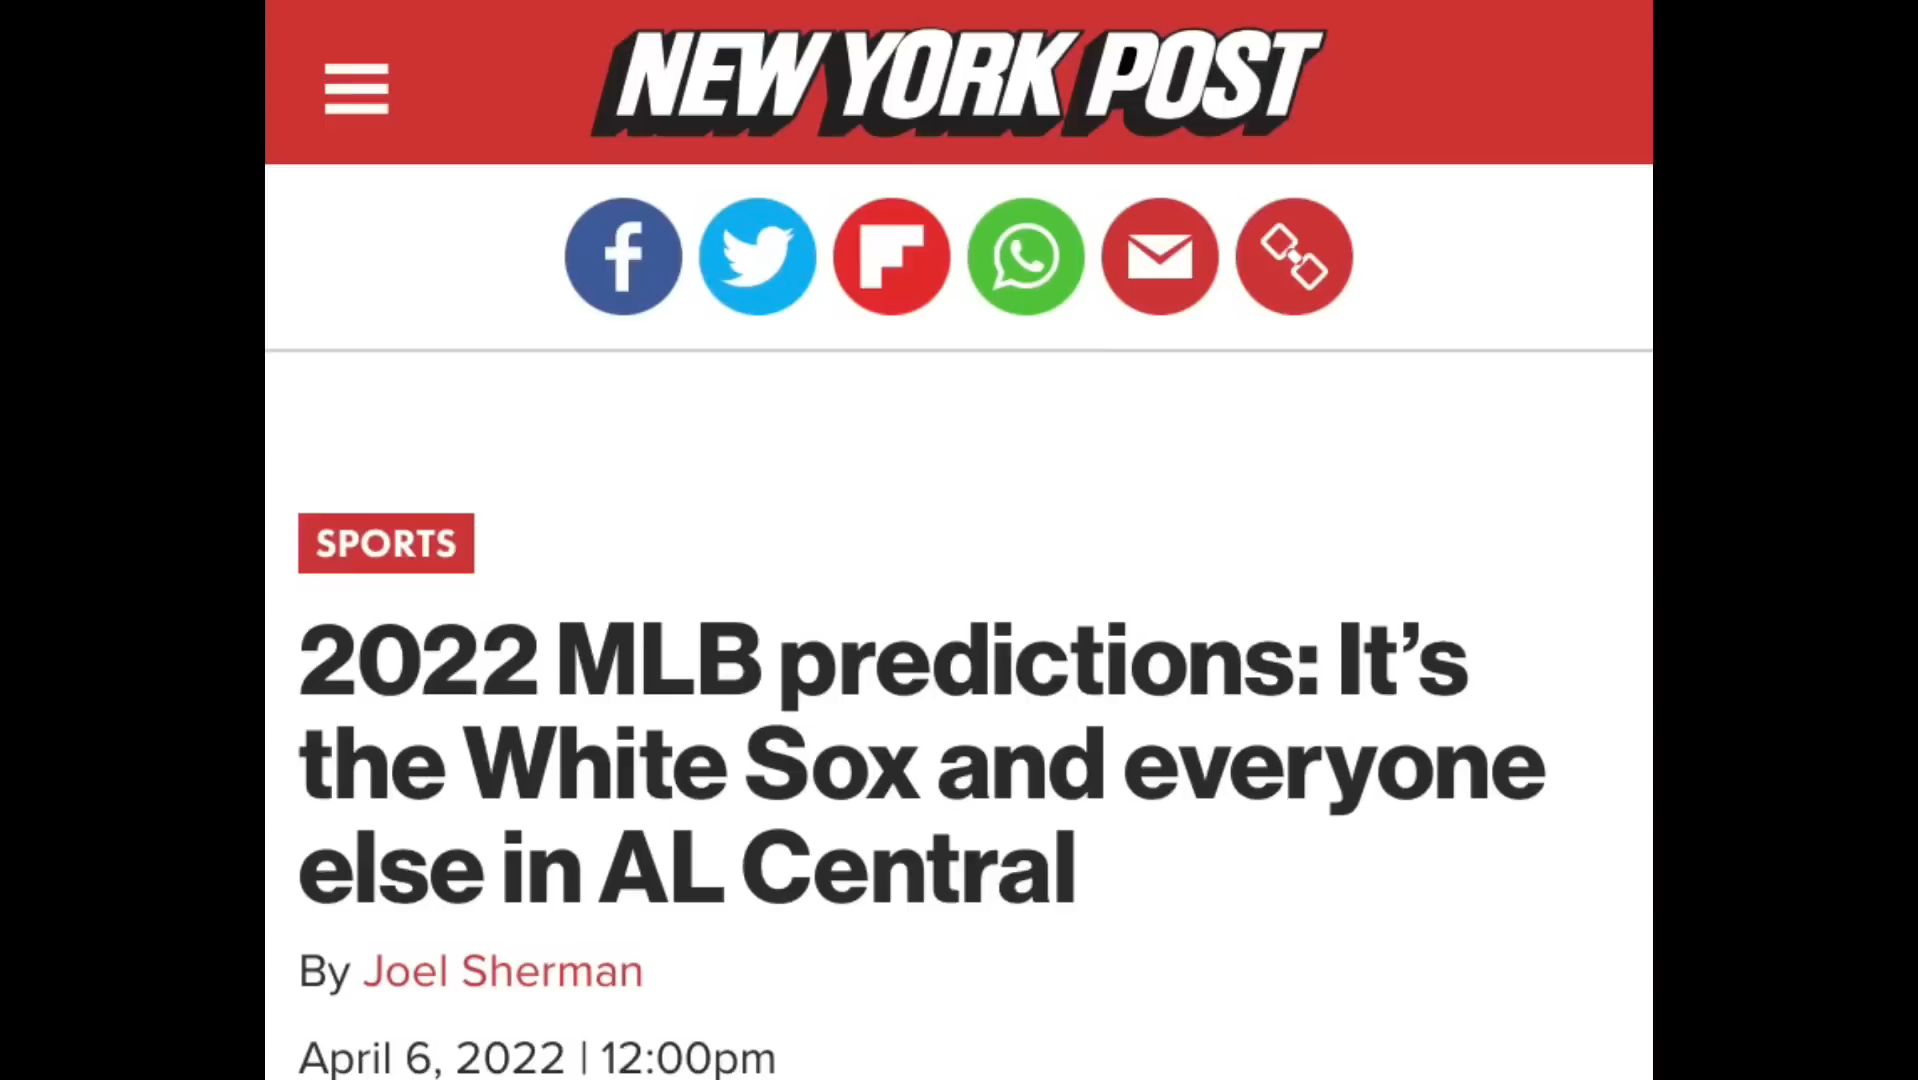 NEW YORK POST
SPORTS
2022 MLB predictions: It’s
the White Sox and everyone
else in AL Central
By Joel Sherman
April 6, 2022 | 12:00pm